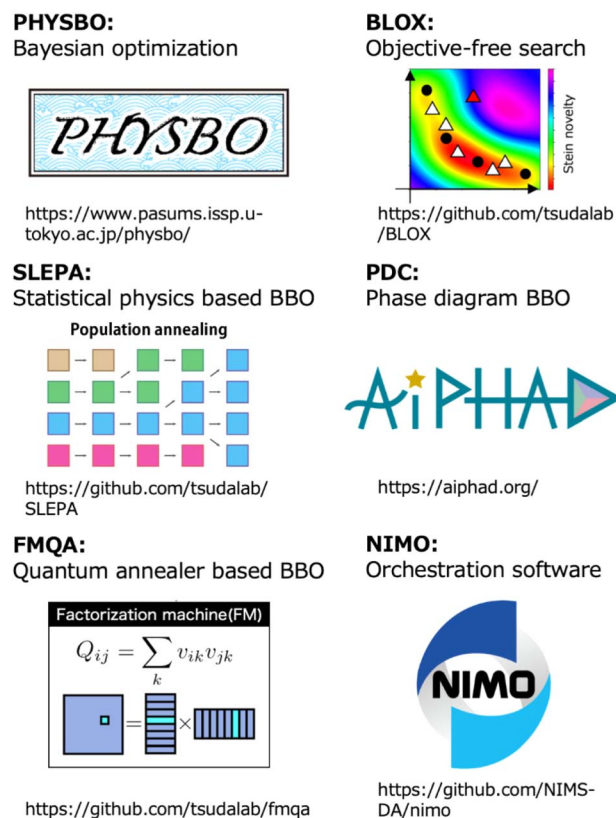 PHYSBO:
Bayesian optimization
PHYSBO
https://www.pasums.issp.u-
tokyo.ac.jp/physbo/
BLOX:
Objective-free search
Stein novelty
https://github.com/tsudalab
/BLOX
SLEPA:
Statistical physics based BBO
Population annealing
https://github.com/tsudalab/
SLEPA
PDC:
Phase diagram BBO
AiPHAD
https://aiphad.org/
FMQA:
Quantum annealer based BBO
Factorization machine(FM)
Q_{ij} = \sum_k v_{ik} v_{jk}
= ×
https://github.com/tsudalab/fmqa
NIMO:
Orchestration software
NIMO
https://github.com/NIMS-
DA/nimo